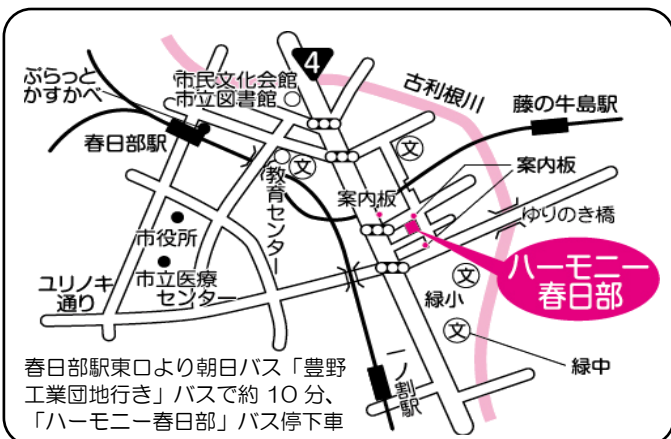 4
ぷらっと
かすかべ
市民文化会館
市立図書館
古利根川
藤の牛島駅
春日部駅
文
文
教育センター
案内板
案内板
ゆりのき橋
市役所
市立医療
センター
ユリノキ
通り
ハーモニー
春日部
文
緑小
文
緑中
一ノ割駅
春日部駅東口より朝日バス「豊野
工業団地行き」バスで約 10 分、
「ハーモニー春日部」バス停下車